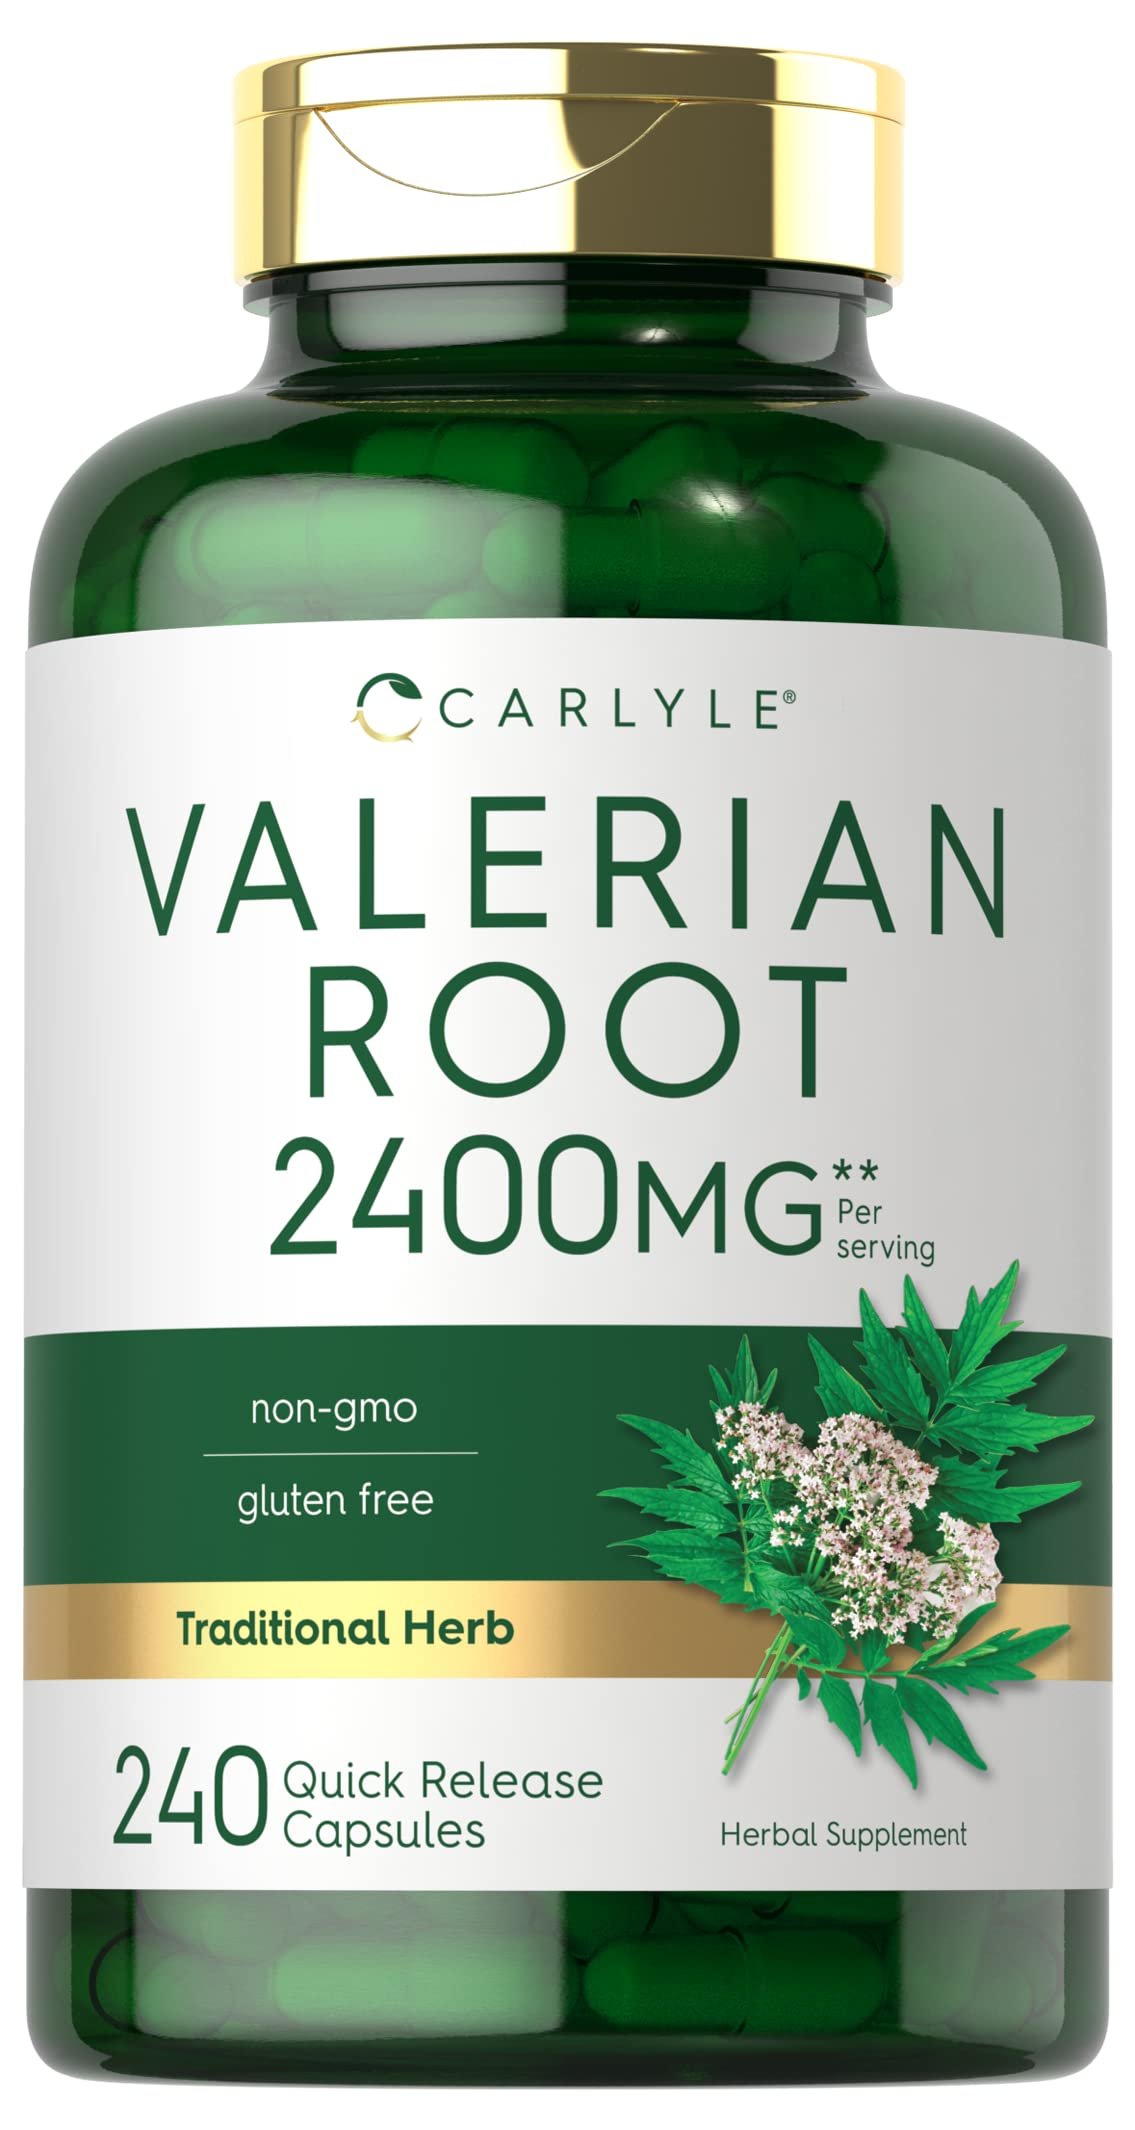 CARLYLE®
VALERIAN
ROOT
2400MG**
Per
serving
non-gmo
gluten free
Traditional Herb
240 Quick Release
Capsules
Herbal Supplement